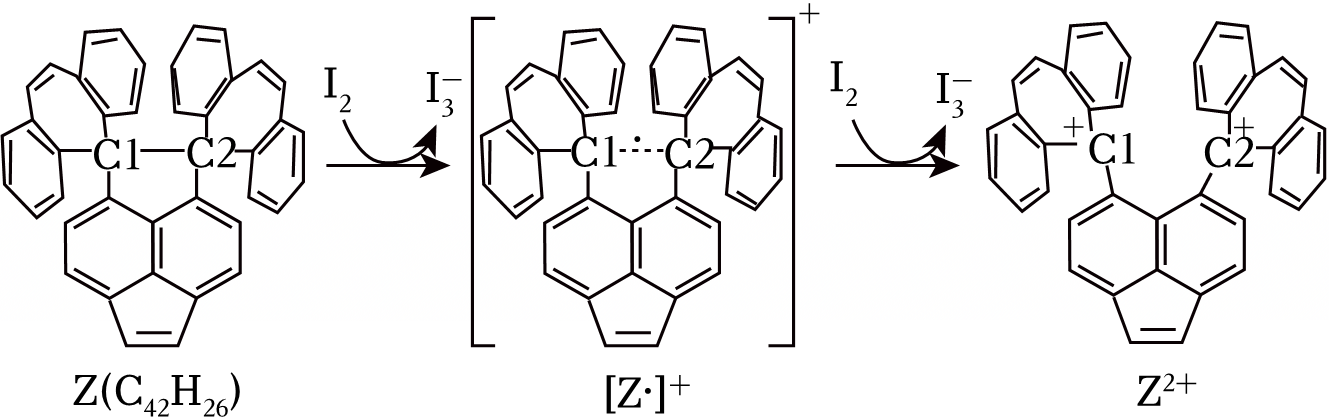 I₂ I₃⁻ + I₂ I₃⁻
C1 C2 C1 · C2 + C1 C2 +
Z(C₄₂H₂₆) [Z·]⁺ Z²⁺